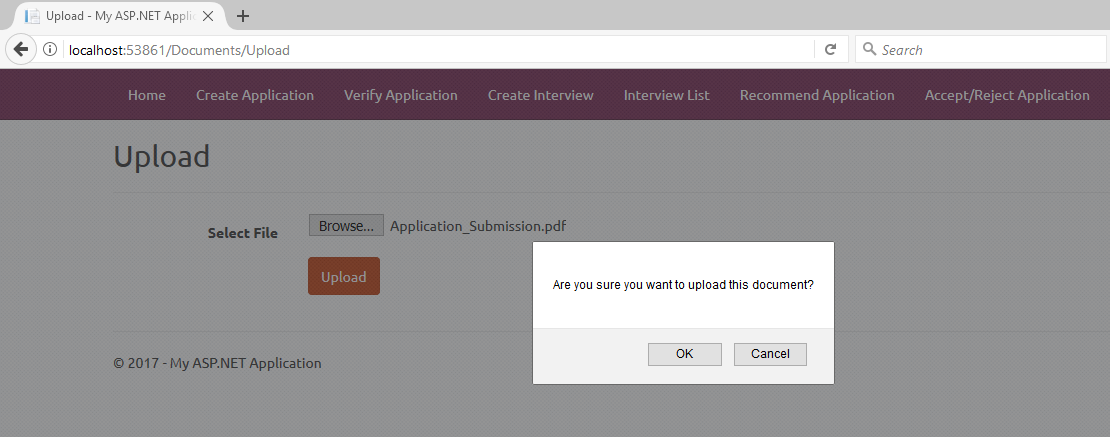 Upload - My ASP.NET Applic
localhost:53861/Documents/Upload
Search
Home Create Application Verify Application Create Interview Interview List Recommend Application Accept/Reject Application
Upload
Select File Browse... Application_Submission.pdf
Upload
Are you sure you want to upload this document?
OK Cancel
© 2017 - My ASP.NET Application